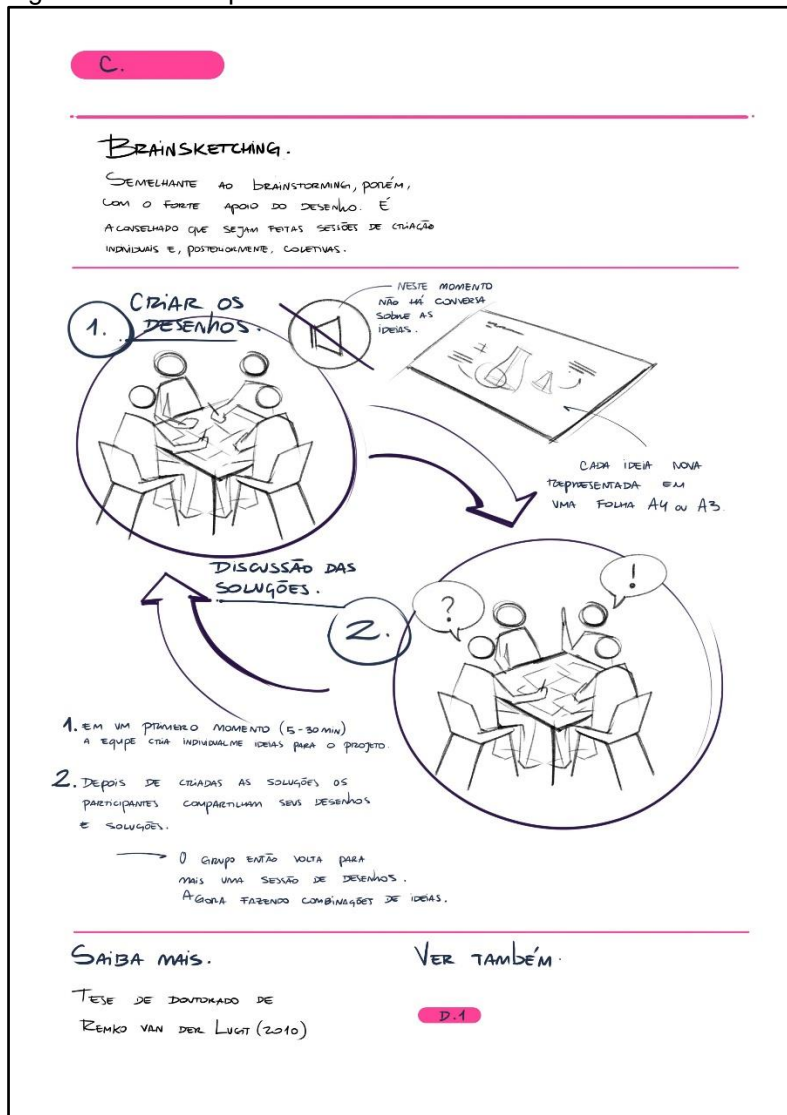 C.
BRAINSKETCHING.
SEMELHANTE AO BRAINSTORMING, PORÉM,
COM O FORTE APOIO DO DESENHO. É
ACONSELHADO QUE SEJAM FEITAS SESSÕES DE CRIAÇÃO
INDIVIDUAIS E, POSTERIORMENTE, COLETIVAS.
1.
CRIAR OS
DESENHOS.
NESTE MOMENTO
NÃO HÁ CONVERSA
SOBRE AS
IDEIAS.
CADA IDEIA NOVA
REPRESENTADA EM
UMA FOLHA A4 OU A3.
DISCUSSÃO DAS
SOLUÇÕES.
2.
?
!
1. EM UM PRIMEIRO MOMENTO (5-30 MIN)
A EQUIPE CRIA INDIVIDUALME IDEIAS PARA O PROJETO.
2. DEPOIS DE CRIADAS AS SOLUÇÕES OS
PARTICIPANTES COMPARTILHAM SEUS DESENHOS
E SOLUÇÕES.
O GRUPO ENTÃO VOLTA PARA
MAIS UMA SESSÃO DE DESENHOS.
AGORA FAZENDO COMBINAÇÕES DE IDEIAS.
SAIBA MAIS.
TESE DE DOUTORADO DE
REMKO VAN DER LUGT (2010)
VER TAMBÉM.
D.1